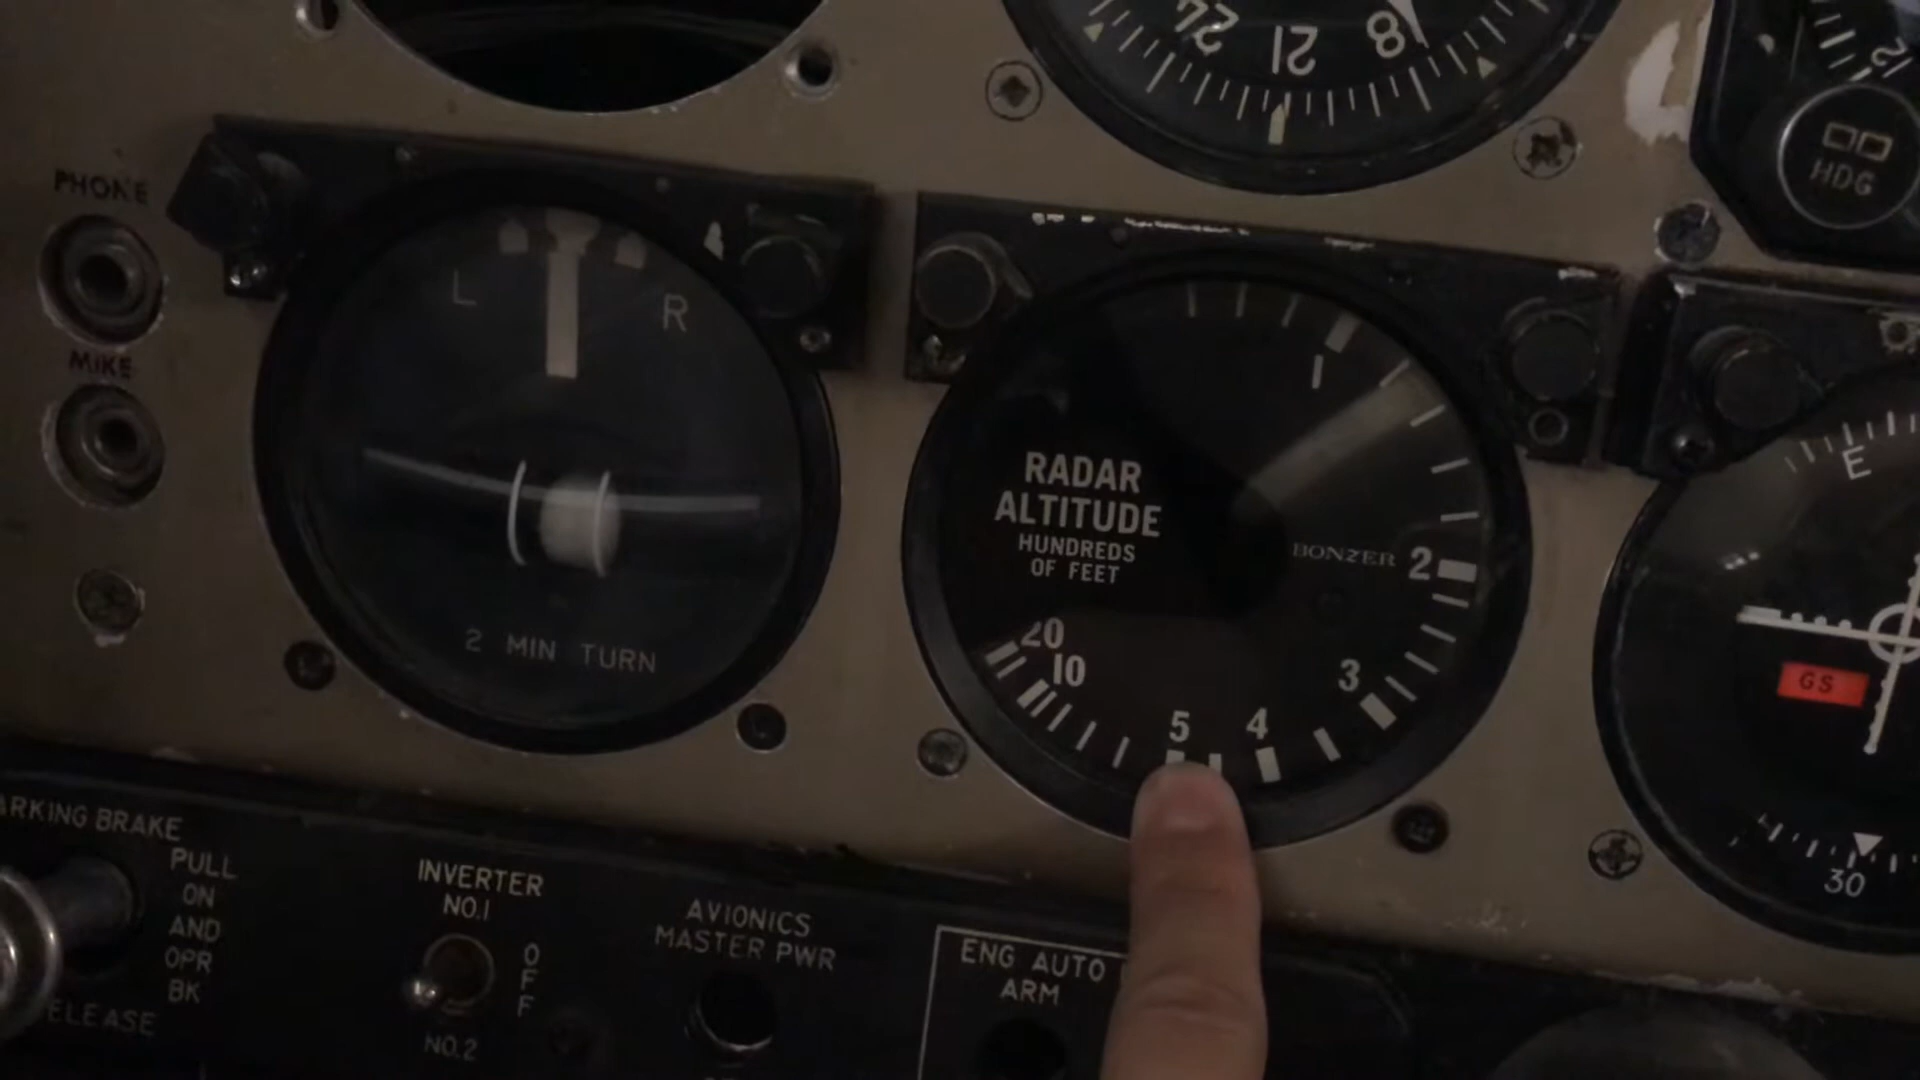 24
21
18
12
HDG
PHONE
MIKE
L
R
2 MIN TURN
1
RADAR
ALTITUDE
HUNDREDS
OF FEET
BONZER
2
3
4
5
10
20
E
GS
30
ARKING BRAKE
PULL
ON
AND
OPR
BK
ELEASE
INVERTER
NO.1
OFF
NO.2
AVIONICS
MASTER PWR
ENG AUTO
ARM